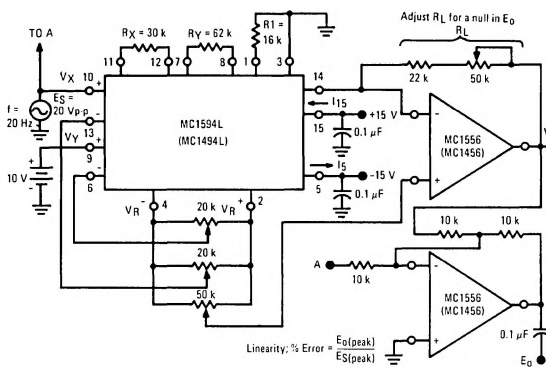 Adjust RL for a null in Eo
RL
TO A
RX = 30 k
RY = 62 k
R1 =
16 k
11
12
7
8
1
3
14
22 k
50 k
VX
10
+
ES =
20 Vp-p
f =
20 Hz
-
13
VY
+
9
10 V
+
-
-
6
MC1594L
(MC1494L)
I15
15
+15 V
0.1 μF
I5
5
-15 V
0.1 μF
-
+
MC1556
(MC1456)
V
VR
-
4
VR
+
2
20 k
20 k
50 k
10 k
10 k
A
10 k
-
+
MC1556
(MC1456)
0.1 μF
Eo
Linearity; % Error = Eo(peak)
ES(peak)